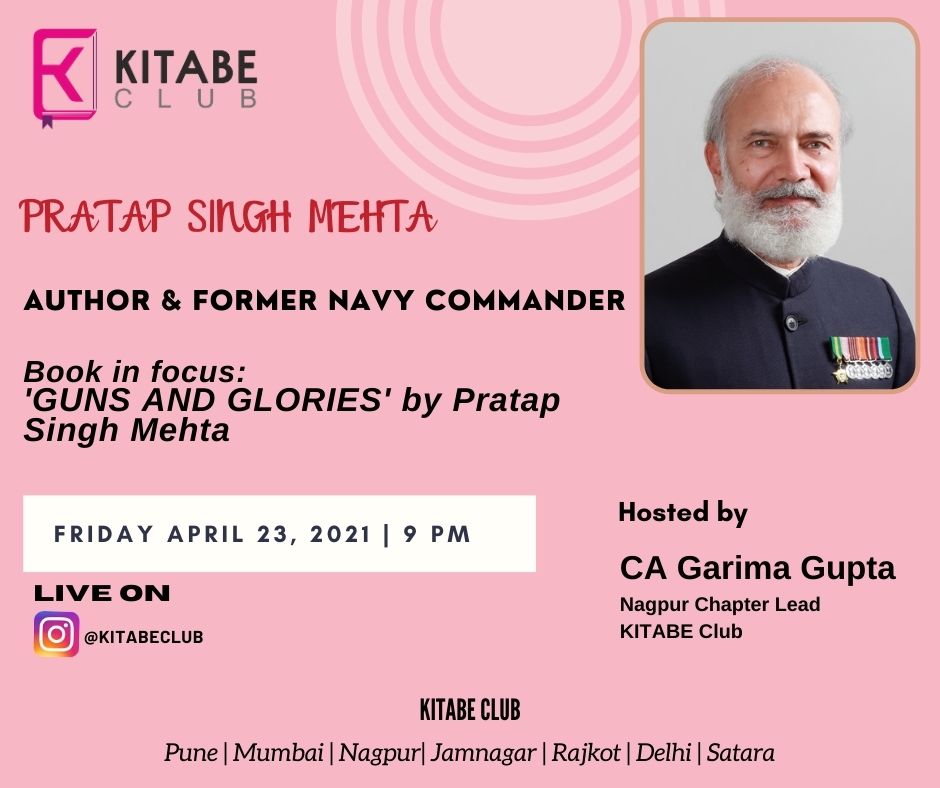 KITABE
CLUB
PRATAP SINGH MEHTA
AUTHOR & FORMER NAVY COMMANDER
Book in focus:
'GUNS AND GLORIES' by Pratap
Singh Mehta
FRIDAY APRIL 23, 2021 | 9 PM
LIVE ON
@KITABECLUB
Hosted by
CA Garima Gupta
Nagpur Chapter Lead
KITABE Club
KITABE CLUB
Pune | Mumbai | Nagpur| Jamnagar | Rajkot | Delhi | Satara